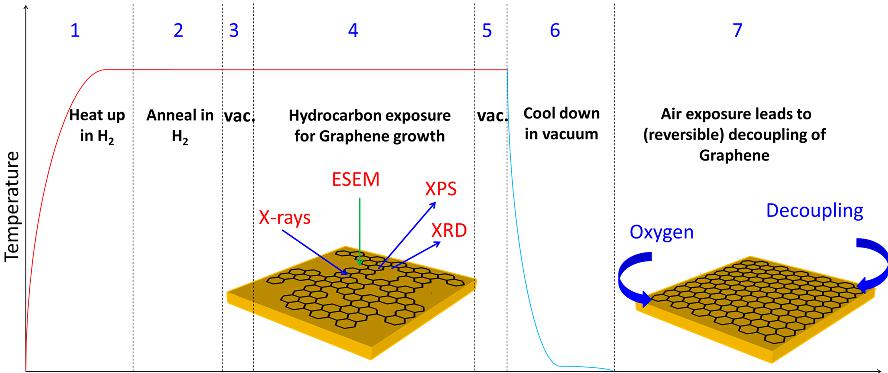 1
2
3
4
5
6
7
Heat up
in H2
Anneal in
H2
vac.
Hydrocarbon exposure
for Graphene growth
vac.
Cool down
in vacuum
Air exposure leads to
(reversible) decoupling of
Graphene
Temperature
ESEM
X-rays
XPS
XRD
Oxygen
Decoupling